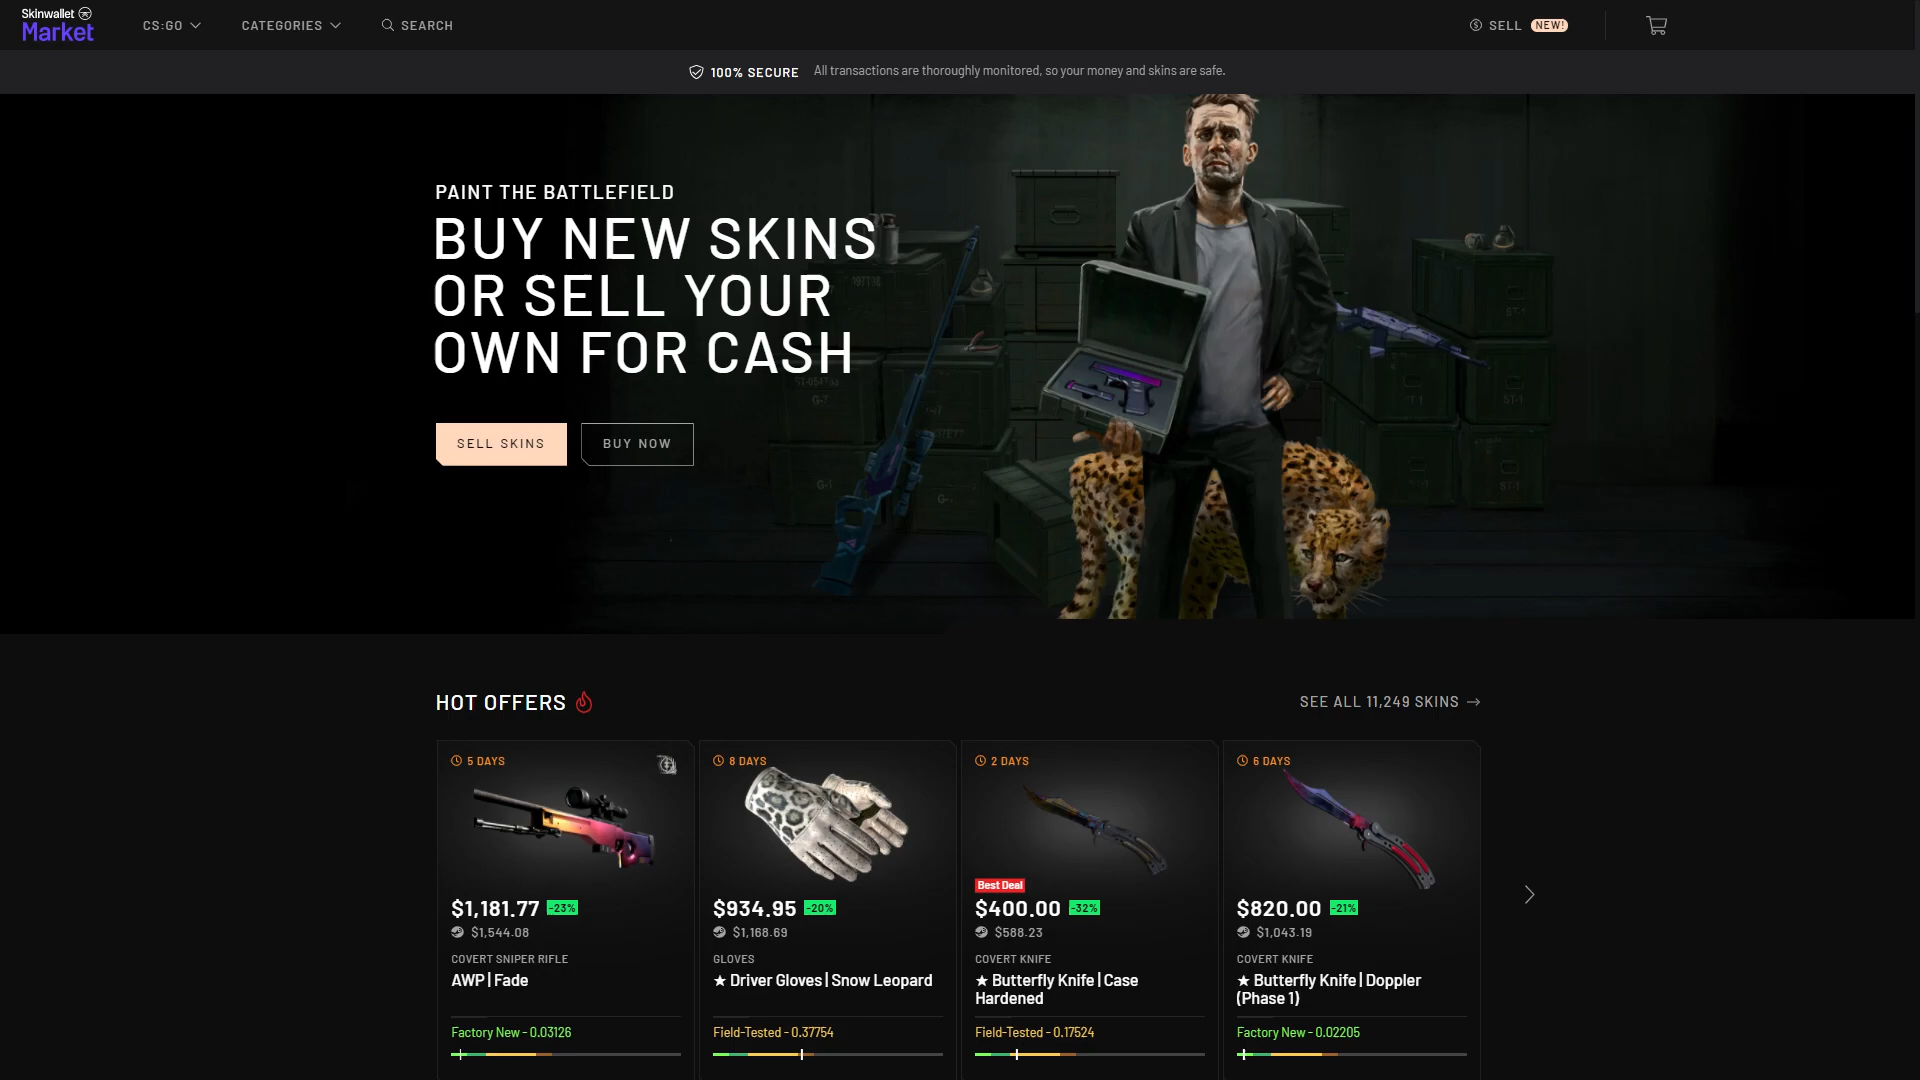 Skinwallet
Market
CS:GO
CATEGORIES
SEARCH
SELL NEW!
100% SECURE All transactions are thoroughly monitored, so your money and skins are safe.
PAINT THE BATTLEFIELD
BUY NEW SKINS
OR SELL YOUR
OWN FOR CASH
SELL SKINS
BUY NOW
HOT OFFERS
SEE ALL 11,249 SKINS →
5 DAYS
$1,181.77 -23%
$1,544.08
COVERT SNIPER RIFLE
AWP | Fade
Factory New - 0.03126
8 DAYS
$934.95 -20%
$1,168.69
GLOVES
★ Driver Gloves | Snow Leopard
Field-Tested - 0.37754
2 DAYS
Best Deal
$400.00 -32%
$588.23
COVERT KNIFE
★ Butterfly Knife | Case
Hardened
Field-Tested - 0.17524
6 DAYS
$820.00 -21%
$1,043.19
COVERT KNIFE
★ Butterfly Knife | Doppler
(Phase 1)
Factory New - 0.02205